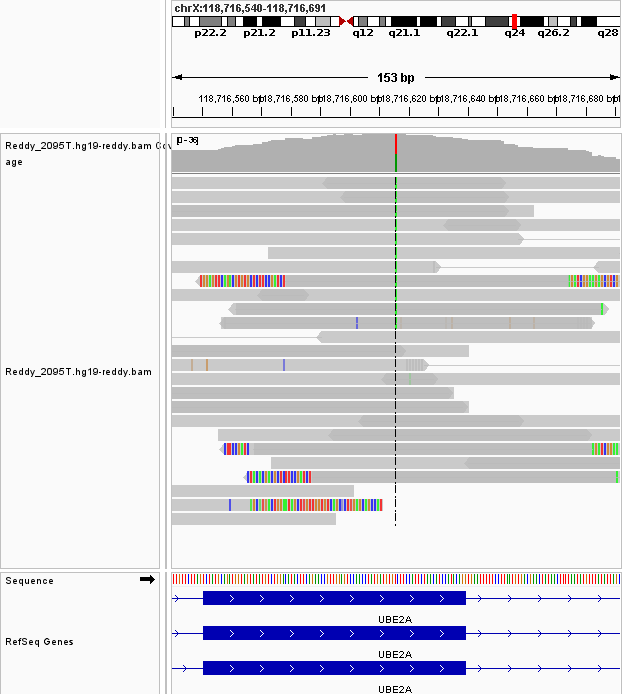 chrX:118,716,540-118,716,691
p22.2 p21.2 p11.23 q12 q21.1 q22.1 q24 q26.2 q28
153 bp
118,716,560 bp 118,716,580 bp 118,716,600 bp 118,716,620 bp 118,716,640 bp 118,716,660 bp 118,716,680 bp
[0-36]
Reddy_2095T.hg19-reddy.bam Cov
age
Reddy_2095T.hg19-reddy.bam
Sequence
UBE2A
RefSeq Genes
UBE2A
UBE2A